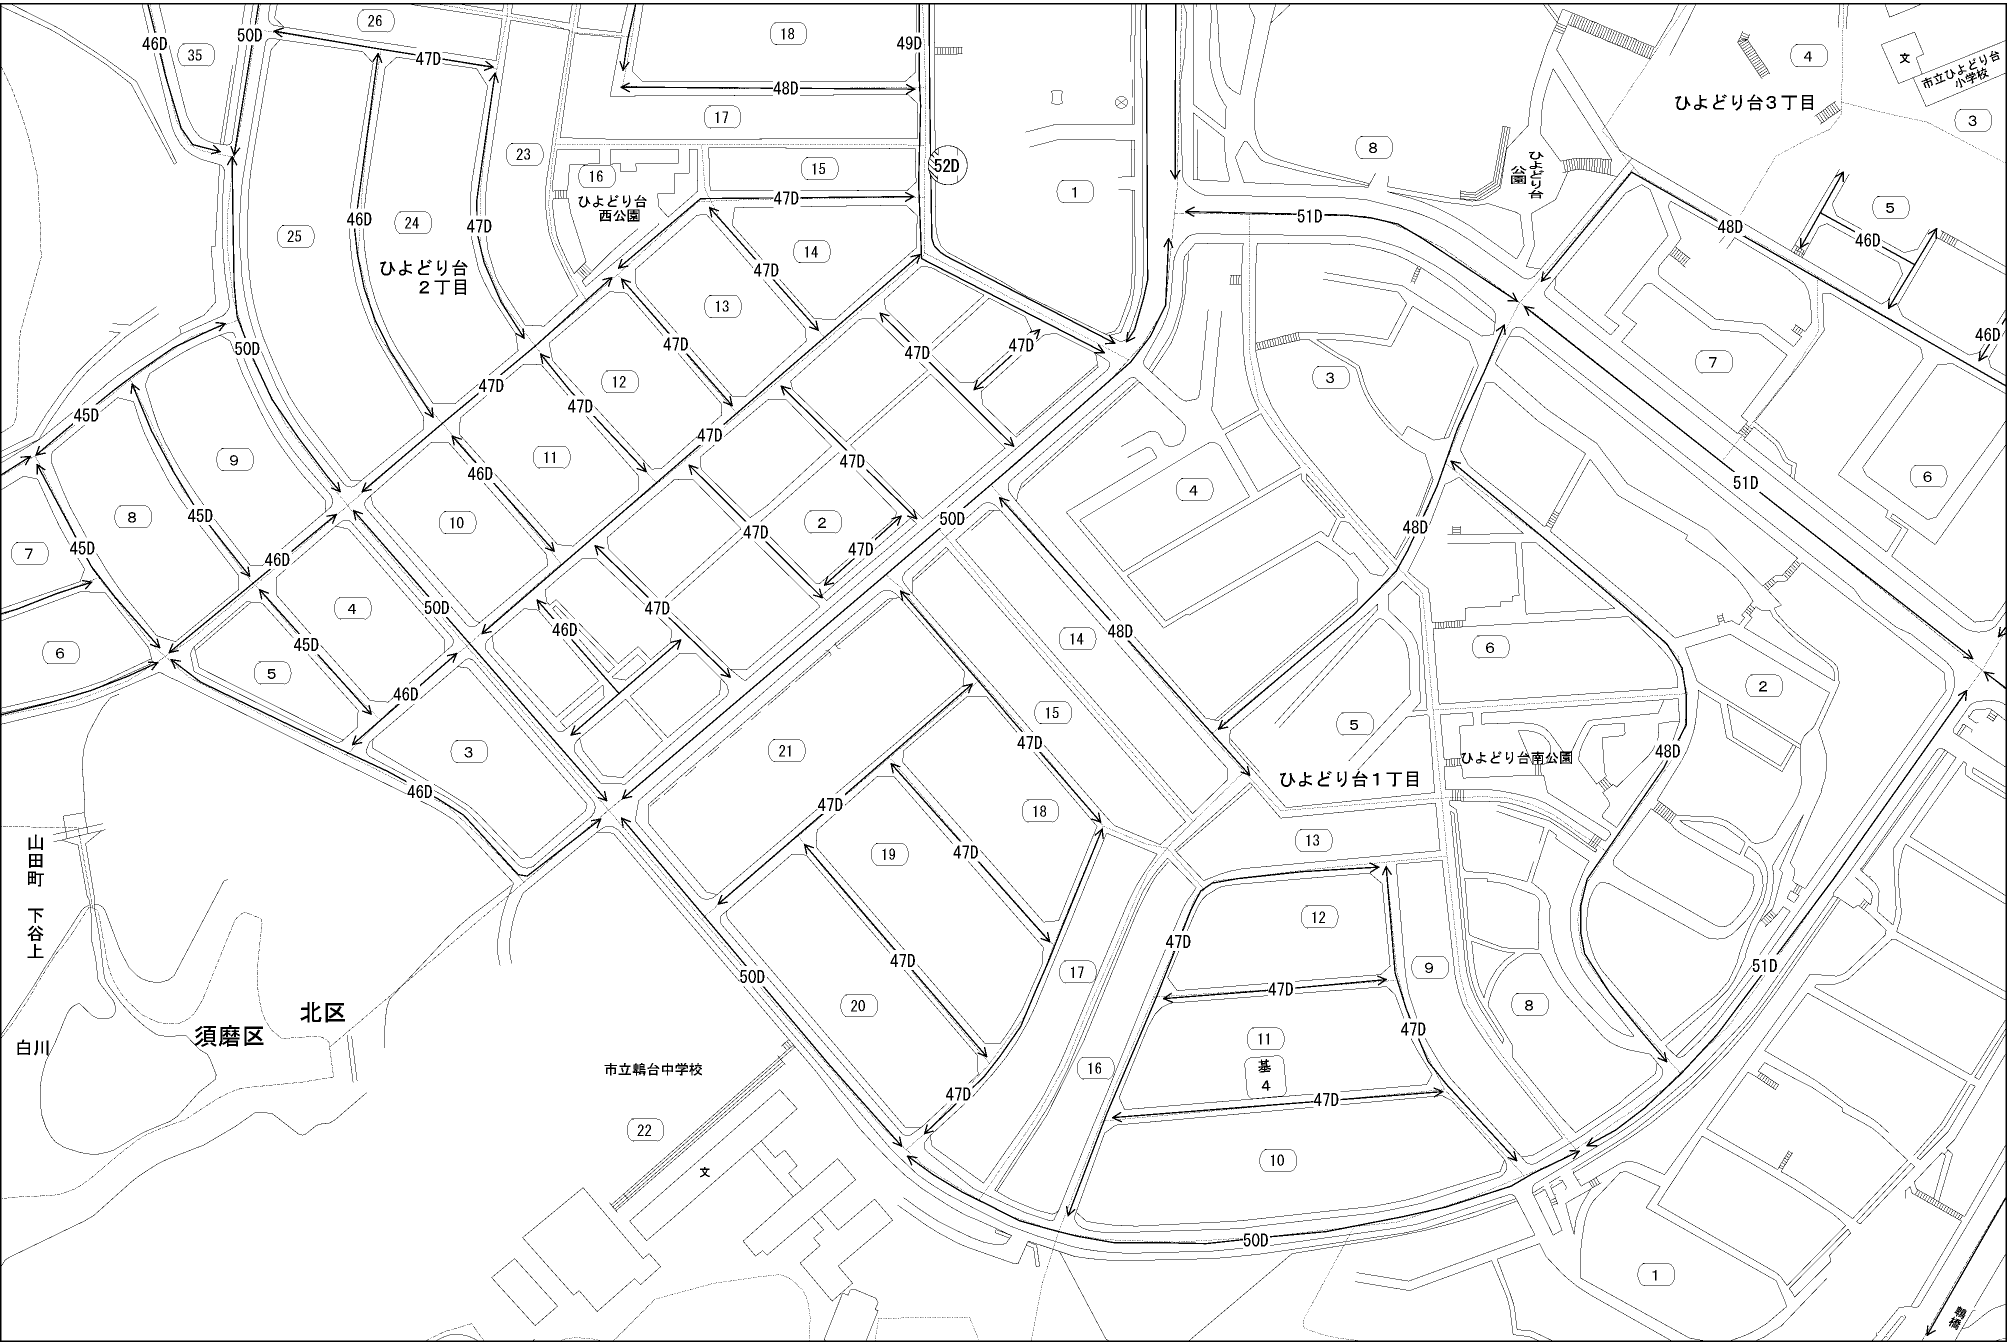 26
46D
35
50D
47D
18
49D
48D
17
4
文
市立ひよどり台
小学校
ひよどり台3丁目
3
8
23
16
15
52D
1
ひよどり台
西公園
47D
ひよどり台
公園
5
25
46D
24
47D
14
51D
48D
46D
ひよどり台
2丁目
47D
13
50D
47D
47D
47D
46D
47D
12
3
7
45D
47D
47D
9
11
46D
47D
4
51D
6
8
45D
10
47D
2
50D
48D
7
45D
46D
47D
4
50D
47D
46D
14
48D
6
6
5
45D
46D
15
5
2
3
21
47D
48D
ひよどり台南公園
46D
ひよどり台1丁目
47D
18
13
山田町 下谷上
19
47D
12
47D
47D
50D
17
9
51D
47D
20
8
北区
須磨区
白川
11
47D
基
4
市立鵯台中学校
16
47D
47D
22
文
10
50D
1
鵯橋